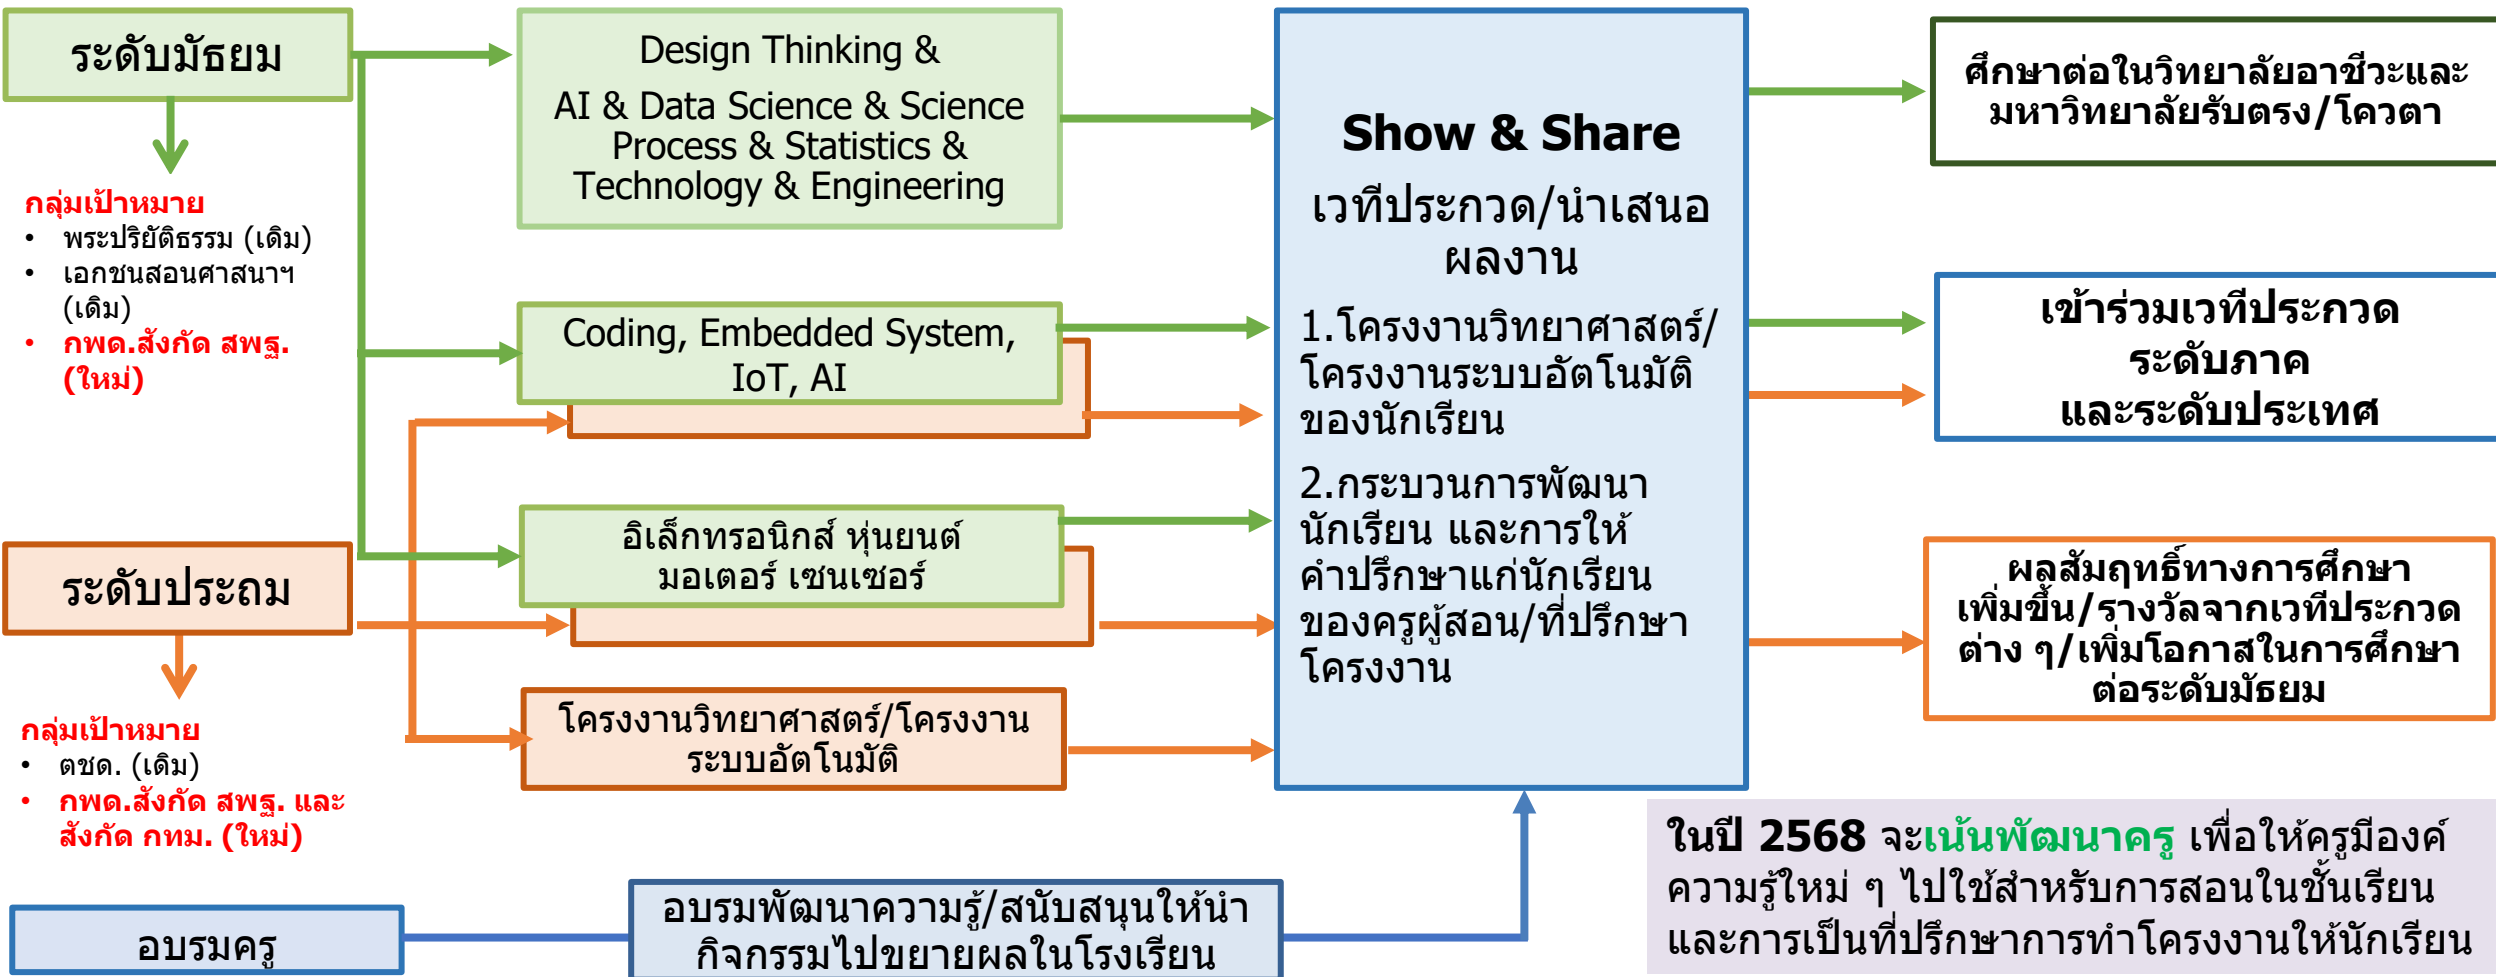 ระดับมัธยม
กลุ่มเป้าหมาย
• พระปริยัติธรรม (เดิม)
• เอกชนสอนศาสนาฯ
(เดิม)
• กพด.สังกัด สพฐ.
(ใหม่)
ระดับประถม
กลุ่มเป้าหมาย
• ตชด. (เดิม)
• กพด.สังกัด สพฐ. และ
สังกัด กทม. (ใหม่)
อบรมครู
Design Thinking &
AI & Data Science & Science
Process & Statistics &
Technology & Engineering
Coding, Embedded System,
IoT, AI
อิเล็กทรอนิกส์ หุ่นยนต์
มอเตอร์ เซนเซอร์
โครงงานวิทยาศาสตร์/โครงงาน
ระบบอัตโนมัติ
อบรมพัฒนาความรู้/สนับสนุนให้นำ
กิจกรรมไปขยายผลในโรงเรียน
Show & Share
เวทีประกวด/นำเสนอ
ผลงาน
1.โครงงานวิทยาศาสตร์/
โครงงานระบบอัตโนมัติ
ของนักเรียน
2.กระบวนการพัฒนา
นักเรียน และการให้
คำปรึกษาแก่นักเรียน
ของครูผู้สอน/ที่ปรึกษา
โครงงาน
ศึกษาต่อในวิทยาลัยอาชีวะและ
มหาวิทยาลัยรับตรง/โควตา
เข้าร่วมเวทีประกวด
ระดับภาค
และระดับประเทศ
ผลสัมฤทธิ์ทางการศึกษา
เพิ่มขึ้น/รางวัลจากเวทีประกวด
ต่าง ๆ/เพิ่มโอกาสในการศึกษา
ต่อระดับมัธยม
ในปี 2568 จะเน้นพัฒนาครู เพื่อให้ครูมีองค์
ความรู้ใหม่ ๆ ไปใช้สำหรับการสอนในชั้นเรียน
และการเป็นที่ปรึกษาการทำโครงงานให้นักเรียน